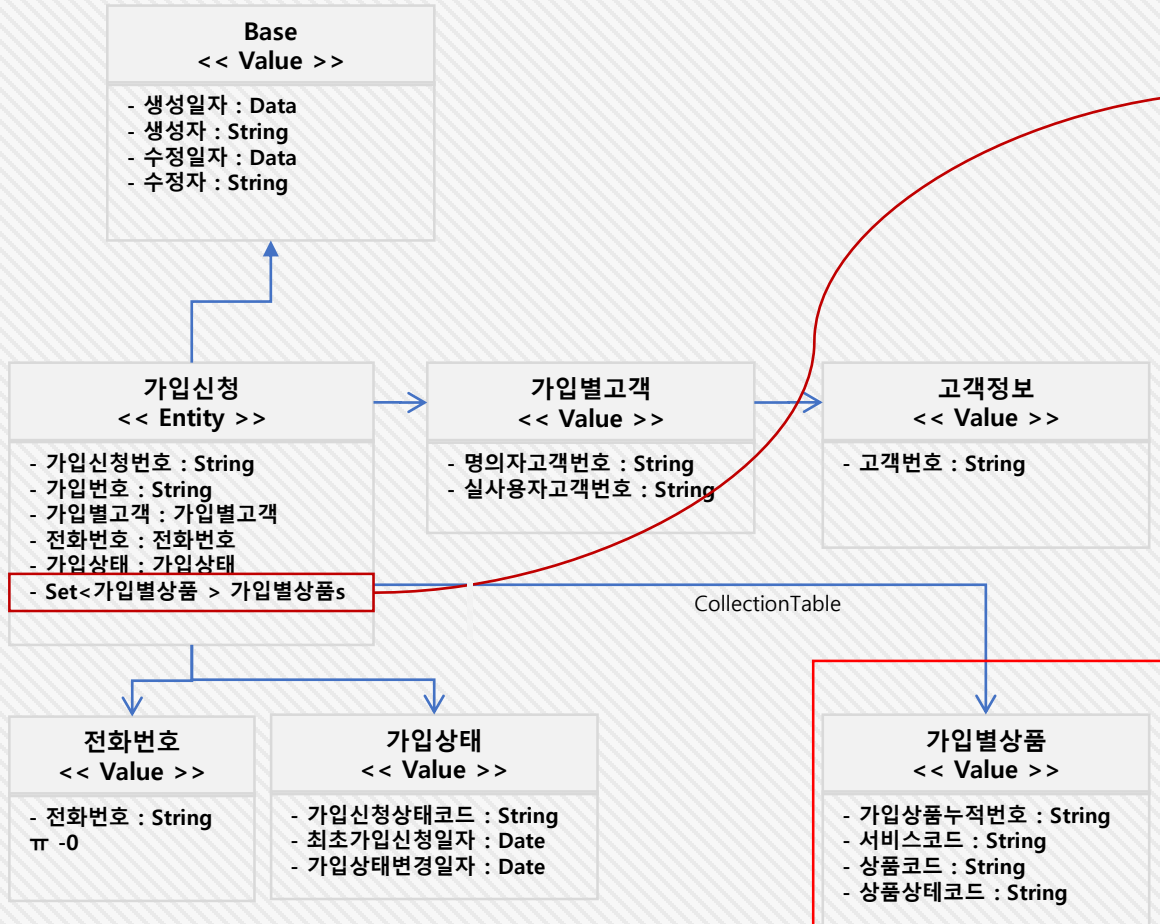 Base
<< Value >>
- 생성일자 : Data
- 생성자 : String
- 수정일자 : Data
- 수정자 : String
가입신청
<< Entity >>
- 가입신청번호 : String
- 가입번호 : String
- 가입별고객 : 가입별고객
- 전화번호 : 전화번호
- 가입상태 : 가입상태
- Set<가입별상품 > 가입별상품s
가입별고객
<< Value >>
- 명의자고객번호 : String
- 실사용자고객번호 : String
고객정보
<< Value >>
- 고객번호 : String
CollectionTable
전화번호
<< Value >>
- 전화번호 : String
ㅠ -0
가입상태
<< Value >>
- 가입신청상태코드 : String
- 최초가입신청일자 : Date
- 가입상태변경일자 : Date
가입별상품
<< Value >>
- 가입상품누적번호 : String
- 서비스코드 : String
- 상품코드 : String
- 상품상테코드 : String